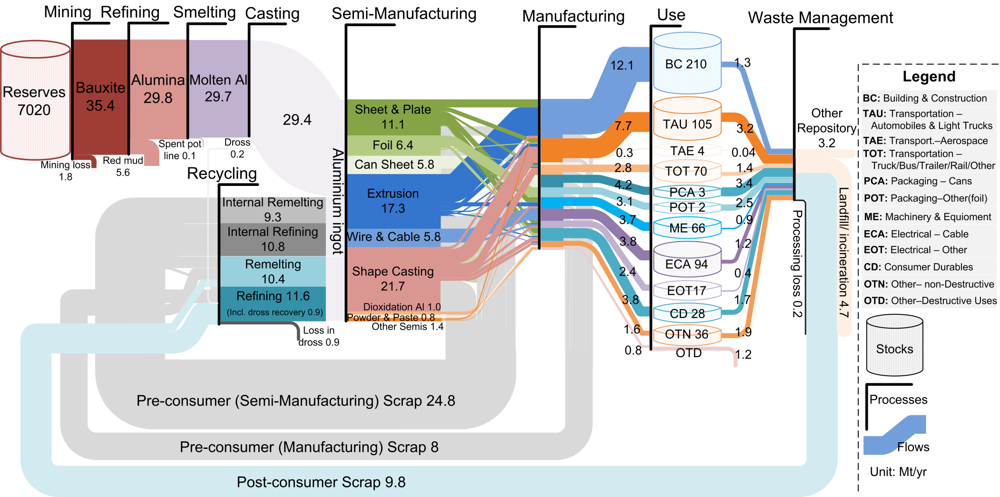 Mining
Refining
Smelting
Casting
Semi-Manufacturing
Manufacturing
Use
Waste Management
Reserves
7020
Bauxite
35.4
Alumina
29.8
Molten Al
29.7
29.4
Mining loss
1.8
Red mud
5.6
Spent pot
line 0.1
Dross
0.2
Recycling
Internal Remelting
9.3
Internal Refining
10.8
Remelting
10.4
Refining 11.6
(Incl. dross recovery 0.9)
Loss in
dross 0.9
Aluminium ingot
Sheet & Plate
11.1
Foil 6.4
Can Sheet 5.8
Extrusion
17.3
Wire & Cable 5.8
Shape Casting
21.7
Dioxidation Al 1.0
Powder & Paste 0.8
Other Semis 1.4
12.1
7.7
0.3
2.8
4.2
3.1
3.7
3.8
2.4
3.8
1.6
0.8
BC 210
TAU 105
TAE 4
TOT 70
PCA 3
POT 2
ME 66
ECA 94
EOT17
CD 28
OTN 36
OTD
1.3
3.2
0.04
1.4
3.4
2.5
0.9
1.2
0.4
1.7
1.9
1.2
Other
Repository
3.2
Processing loss 0.2
Landfill/ incineration 4.7
Pre-consumer (Semi-Manufacturing) Scrap 24.8
Pre-consumer (Manufacturing) Scrap 8
Post-consumer Scrap 9.8
Legend
BC: Building & Construction
TAU: Transportation –
Automobiles & Light Trucks
TAE: Transport.–Aerospace
TOT: Transportation –
Truck/Bus/Trailer/Rail/Other
PCA: Packaging – Cans
POT: Packaging–Other(foil)
ME: Machinery & Equioment
ECA: Electrical – Cable
EOT: Electrical – Other
CD: Consumer Durables
OTN: Other– non-Destructive
OTD: Other–Destructive Uses
Stocks
Processes
Flows
Unit: Mt/yr